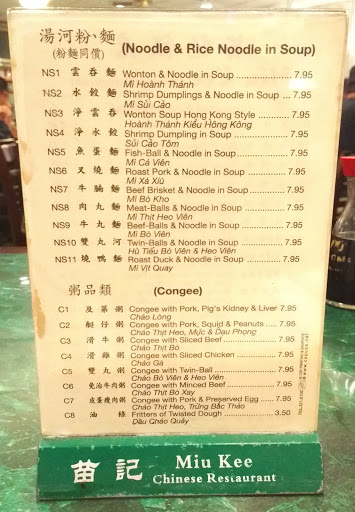 湯河粉、麵
(粉麵同價)
(Noodle & Rice Noodle in Soup)
NS1 雲吞麵 Wonton & Noodle in Soup 7.95
Mì Hoành Thánh
NS2 水餃麵 Shrimp Dumplings & Noodle in Soup ... 7.95
Mì Sủi Cảo
NS3 淨雲吞 Wonton Soup Hong Kong Style 7.95
Hoành Thánh Kiểu Hồng Kông
NS4 淨水餃 Shrimp Dumpling in Soup 7.95
Sủi Cảo Tôm
NS5 魚蛋麵 Fish-Ball & Noodle in Soup 7.95
Mì Cá Viên
NS6 叉燒麵 Roast Pork & Noodle in Soup 7.95
Mì Xá Xíu
NS7 牛腩麵 Beef Brisket & Noodle in Soup 7.95
Mì Bò Kho
NS8 肉丸麵 Meat-Balls & Noodle in Soup 7.95
Mì Thịt Heo Viên
NS9 牛丸麵 Beef-Balls & Noodle in Soup 7.95
Mì Bò Viên
NS10 雙丸河 Twin-Balls & Noodle in Soup 7.95
Hủ Tiếu Bò Viên & Heo Viên
NS11 燒鴨麵 Roast Duck & Noodle in Soup 7.95
Mì Vịt Quay
粥品類 (Congee)
C1 及第粥 Congee with Pork, Pig's Kidney & Liver 7.95
Cháo Lòng
C2 艇仔粥 Congee with Pork, Squid & Peanuts 7.95
Cháo Thịt Heo, Mực & Đậu Phọng
C3 滑牛粥 Congee with Sliced Beef 7.95
Cháo Thịt Bò
C4 滑雞粥 Congee with Sliced Chicken 7.95
Cháo Gà
C5 雙丸粥 Congee with Twin-Ball 7.95
Cháo Bò Viên & Heo Viên
C6 免治牛肉粥 Congee with Minced Beef 7.95
Cháo Thịt Bò Xay
C7 皮蛋瘦肉粥 Congee with Pork & Preserved Egg 7.95
Cháo Thịt Heo, Trứng Bắc Thảo
C8 油條 Fritters of Twisted Dough 3.50
Dầu Cháo Quẩy
苗記 Miu Kee
Chinese Restaurant